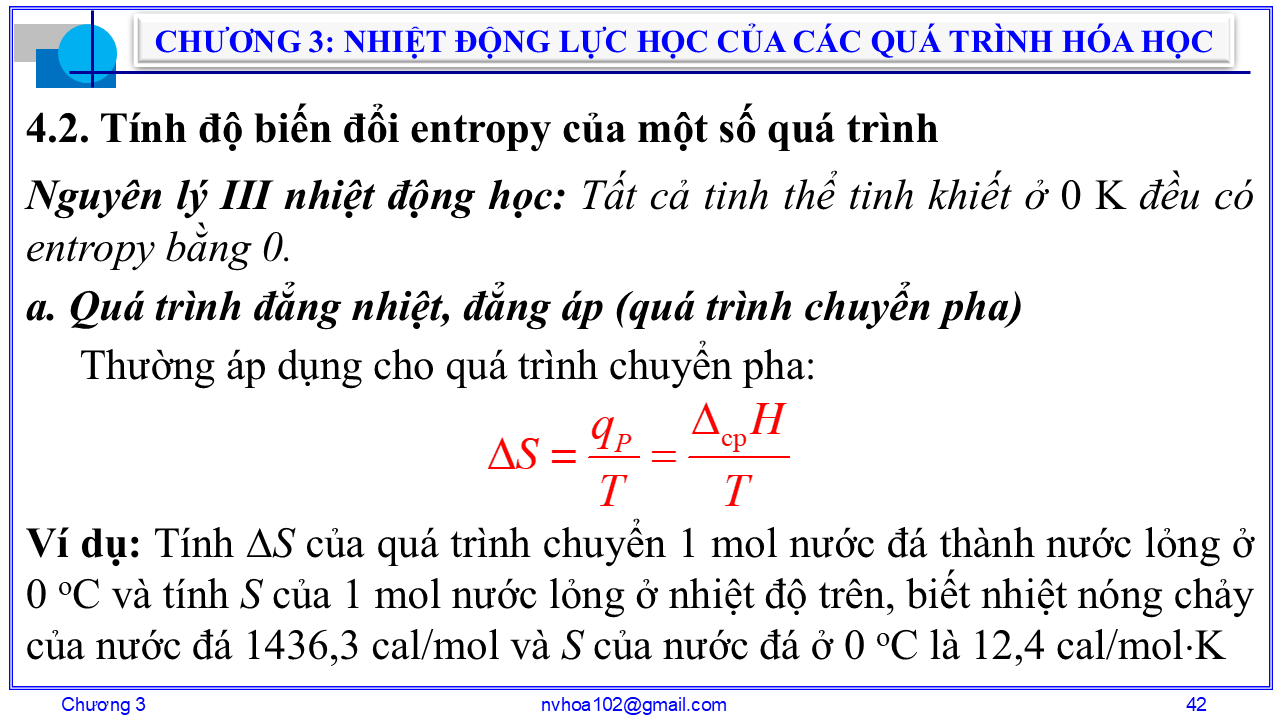 CHƯƠNG 3: NHIỆT ĐỘNG LỰC HỌC CỦA CÁC QUÁ TRÌNH HÓA HỌC
4.2. Tính độ biến đổi entropy của một số quá trình
Nguyên lý III nhiệt động học: Tất cả tinh thể tinh khiết ở 0 K đều có
entropy bằng 0.
a. Quá trình đẳng nhiệt, đẳng áp (quá trình chuyển pha)
Thường áp dụng cho quá trình chuyển pha:
ΔS = q_P / T = Δ_cp H / T
Ví dụ: Tính ΔS của quá trình chuyển 1 mol nước đá thành nước lỏng ở
0 ᵒC và tính S của 1 mol nước lỏng ở nhiệt độ trên, biết nhiệt nóng chảy
của nước đá 1436,3 cal/mol và S của nước đá ở 0 ᵒC là 12,4 cal/mol·K
Chương 3
nvhoa102@gmail.com
42